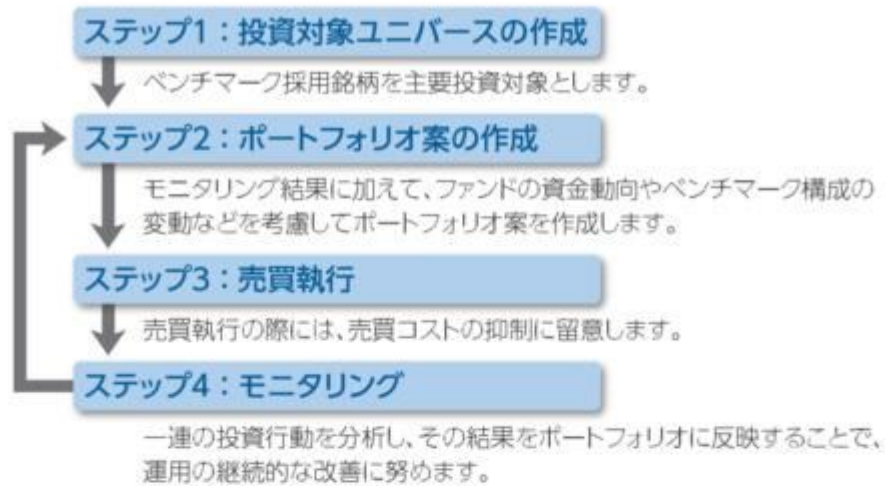 ステップ1：投資対象ユニバースの作成
ベンチマーク採用銘柄を主要投資対象とします。
ステップ2：ポートフォリオ案の作成
モニタリング結果に加えて、ファンドの資金動向やベンチマーク構成の
変動などを考慮してポートフォリオ案を作成します。
ステップ3：売買執行
売買執行の際には、売買コストの抑制に留意します。
ステップ4：モニタリング
一連の投資行動を分析し、その結果をポートフォリオに反映することで、
運用の継続的な改善に努めます。